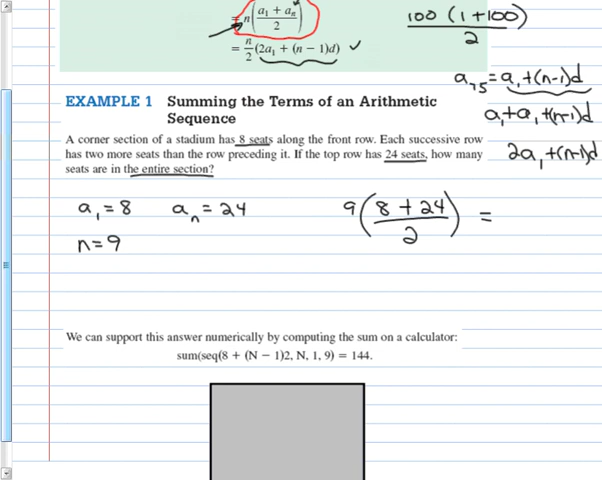 = n((a₁ + aₙ)/2)
= n/2 (2a₁ + (n − 1)d) ✓
100(1+100)/2
a₇₅ = a₁+(n-1)d
a₁+a₁+(n-1)d
2a₁+(n-1)d
EXAMPLE 1 Summing the Terms of an Arithmetic
Sequence
A corner section of a stadium has 8 seats along the front row. Each successive row
has two more seats than the row preceding it. If the top row has 24 seats, how many
seats are in the entire section?
a₁ = 8 aₙ = 24 9((8 + 24)/2) =
n = 9
We can support this answer numerically by computing the sum on a calculator:
sum(seq(8 + (N − 1)2, N, 1, 9) = 144.